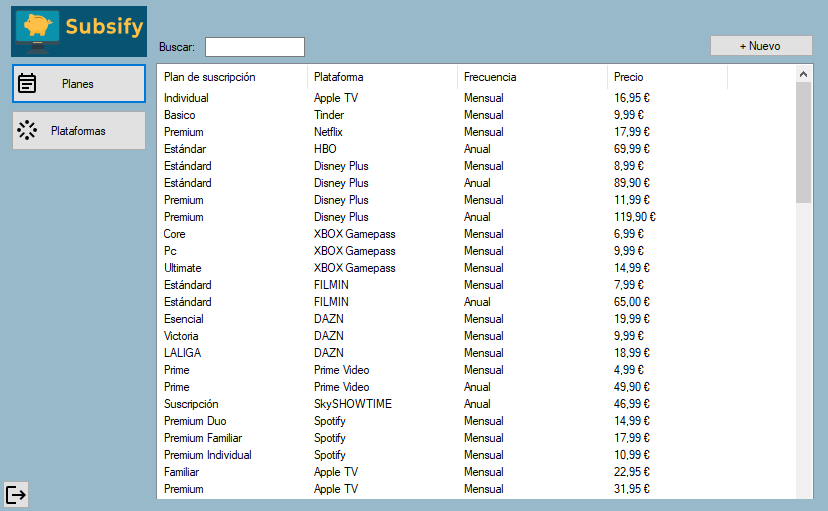 Subsify
Buscar:
+ Nuevo
Planes
Plataformas
Plan de suscripción Plataforma Frecuencia Precio
Individual Apple TV Mensual 16,95 €
Basico Tinder Mensual 9,99 €
Premium Netflix Mensual 17,99 €
Estándar HBO Anual 69,99 €
Estándard Disney Plus Mensual 8,99 €
Estándard Disney Plus Anual 89,90 €
Premium Disney Plus Mensual 11,99 €
Premium Disney Plus Anual 119,90 €
Core XBOX Gamepass Mensual 6,99 €
Pc XBOX Gamepass Mensual 9,99 €
Ultimate XBOX Gamepass Mensual 14,99 €
Estándard FILMIN Mensual 7,99 €
Estándard FILMIN Anual 65,00 €
Esencial DAZN Mensual 19,99 €
Victoria DAZN Mensual 9,99 €
LALIGA DAZN Mensual 18,99 €
Prime Prime Video Mensual 4,99 €
Prime Prime Video Anual 49,90 €
Suscripción SkySHOWTIME Anual 46,99 €
Premium Duo Spotify Mensual 14,99 €
Premium Familiar Spotify Mensual 17,99 €
Premium Individual Spotify Mensual 10,99 €
Familiar Apple TV Mensual 22,95 €
Premium Apple TV Mensual 31,95 €